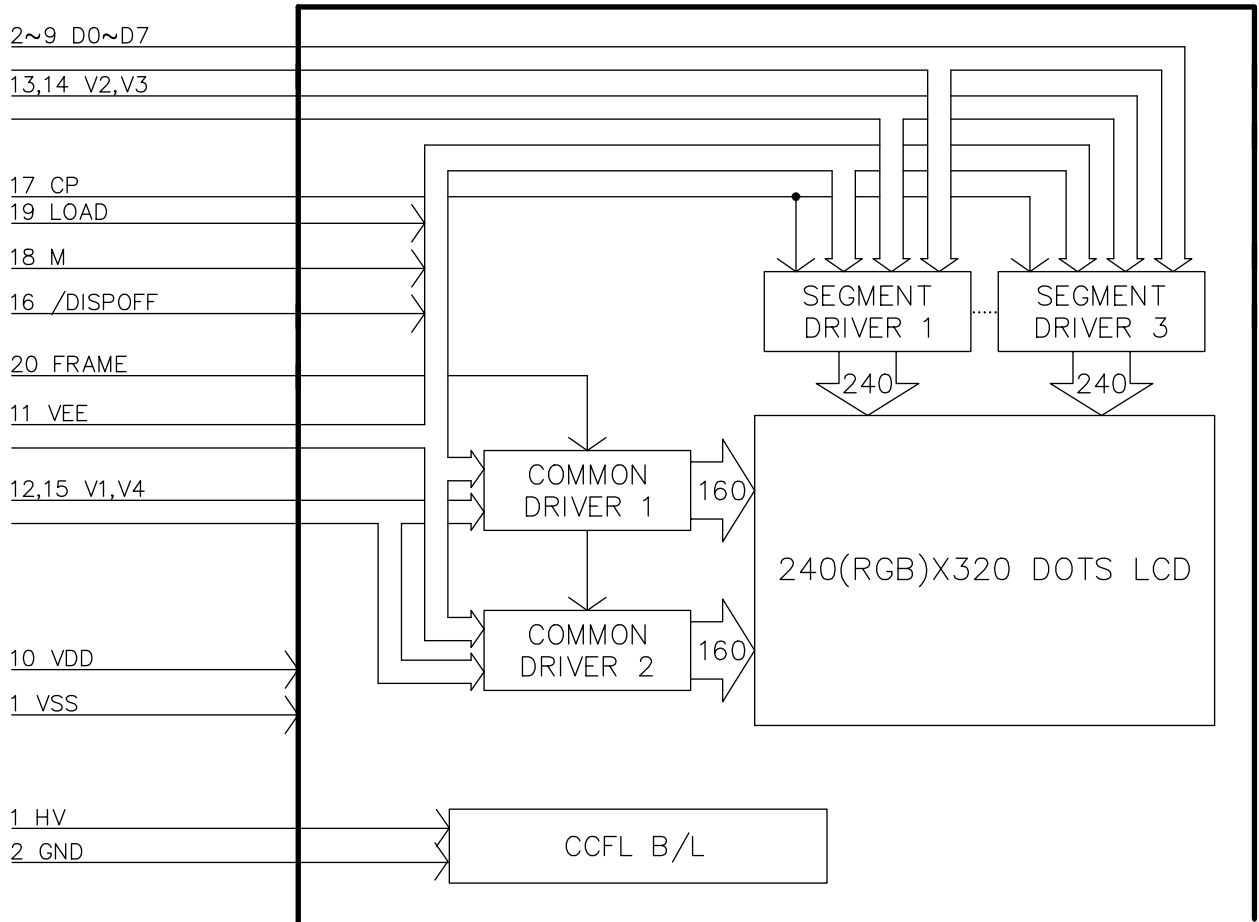 2~9 D0~D7
13,14 V2,V3
17 CP
19 LOAD
18 M
16 /DISPOFF
20 FRAME
11 VEE
12,15 V1,V4
10 VDD
1 VSS
1 HV
2 GND
SEGMENT
DRIVER 1
SEGMENT
DRIVER 3
240
240
COMMON
DRIVER 1
160
COMMON
DRIVER 2
160
240(RGB)X320 DOTS LCD
CCFL B/L